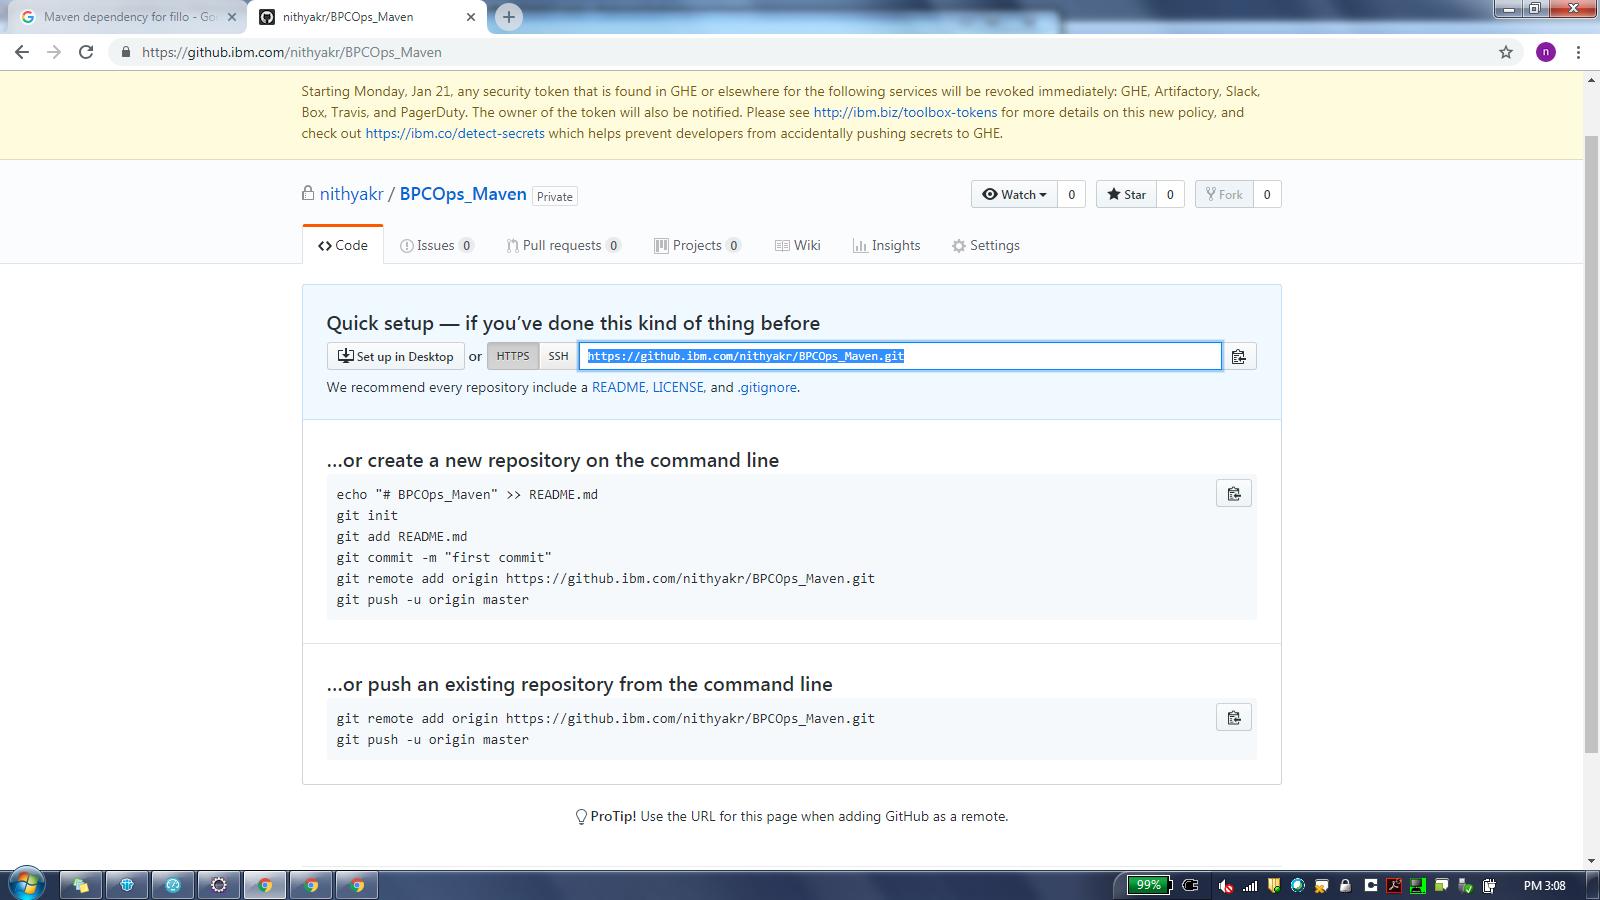 Maven dependency for fillo - Goo
nithyakr/BPCOps_Maven
https://github.ibm.com/nithyakr/BPCOps_Maven
n
Starting Monday, Jan 21, any security token that is found in GHE or elsewhere for the following services will be revoked immediately: GHE, Artifactory, Slack,
Box, Travis, and PagerDuty. The owner of the token will also be notified. Please see http://ibm.biz/toolbox-tokens for more details on this new policy, and
check out https://ibm.co/detect-secrets which helps prevent developers from accidentally pushing secrets to GHE.
nithyakr / BPCOps_Maven Private
Watch 0 Star 0 Fork 0
Code Issues 0 Pull requests 0 Projects 0 Wiki Insights Settings
Quick setup — if you've done this kind of thing before
Set up in Desktop or HTTPS SSH https://github.ibm.com/nithyakr/BPCOps_Maven.git
We recommend every repository include a README, LICENSE, and .gitignore.
…or create a new repository on the command line
echo "# BPCOps_Maven" >> README.md
git init
git add README.md
git commit -m "first commit"
git remote add origin https://github.ibm.com/nithyakr/BPCOps_Maven.git
git push -u origin master
…or push an existing repository from the command line
git remote add origin https://github.ibm.com/nithyakr/BPCOps_Maven.git
git push -u origin master
ProTip! Use the URL for this page when adding GitHub as a remote.
99%
PM 3:08